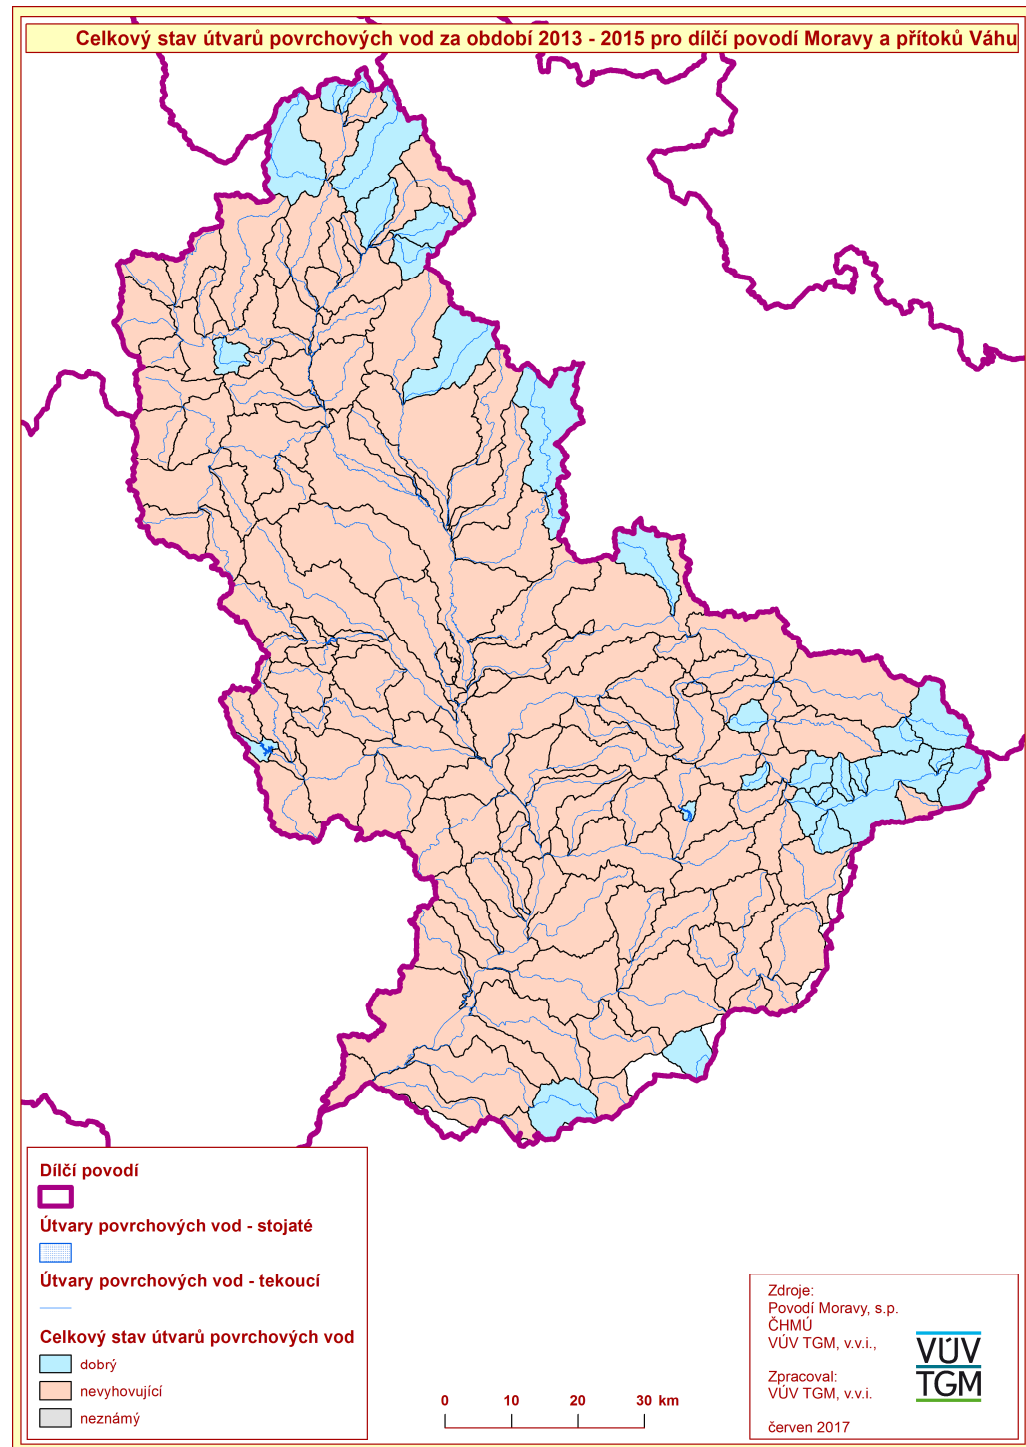 Celkový stav útvarů povrchových vod za období 2013 - 2015 pro dílčí povodí Moravy a přítoků Váhu
Dílčí povodí
Útvary povrchových vod - stojaté
Útvary povrchových vod - tekoucí
Celkový stav útvarů povrchových vod
dobrý
nevyhovující
neznámý
0 10 20 30 km
Zdroje:
Povodí Moravy, s.p.
ČHMÚ
VÚV TGM, v.v.i.,
Zpracoval:
VÚV TGM, v.v.i.
červen 2017
VÚV
TGM